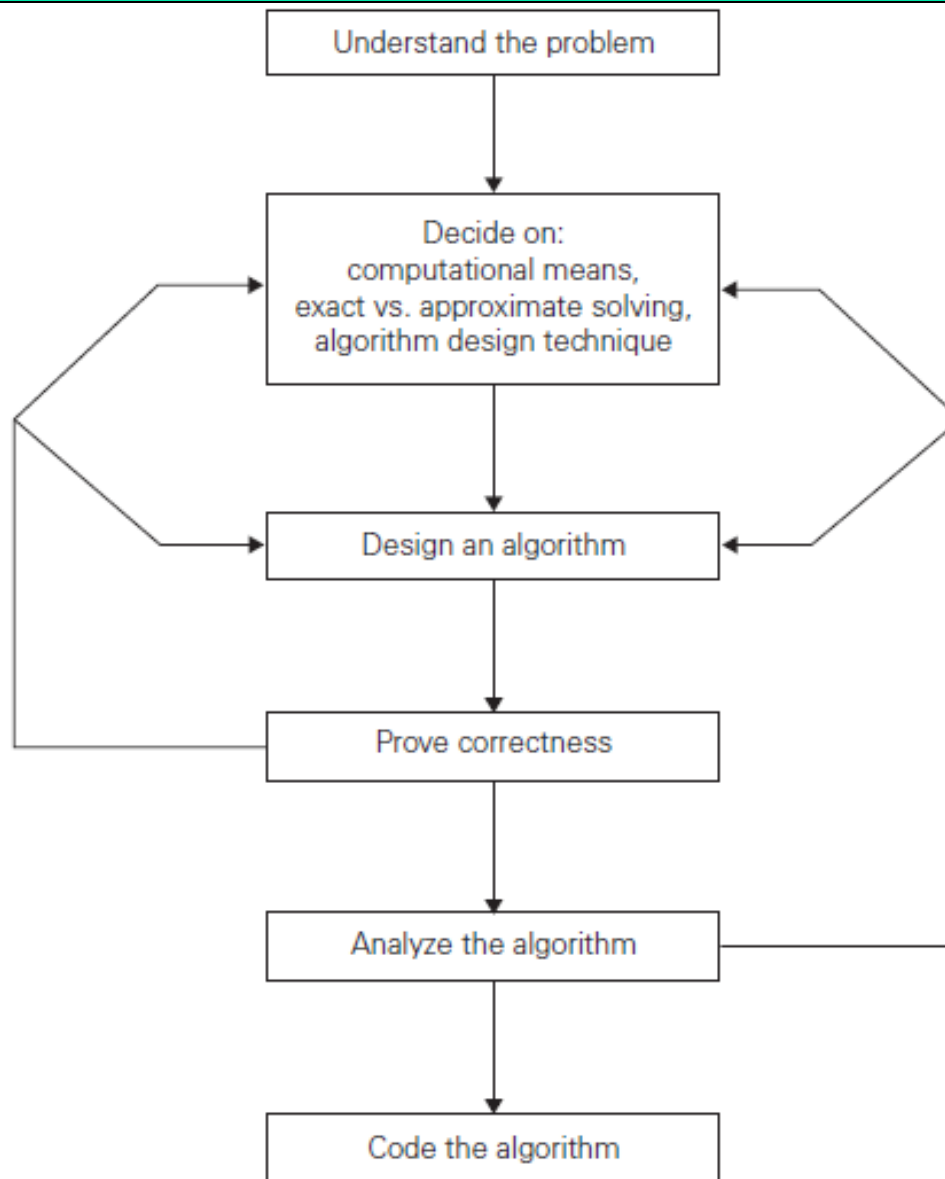 Understand the problem
Decide on:
computational means,
exact vs. approximate solving,
algorithm design technique
Design an algorithm
Prove correctness
Analyze the algorithm
Code the algorithm